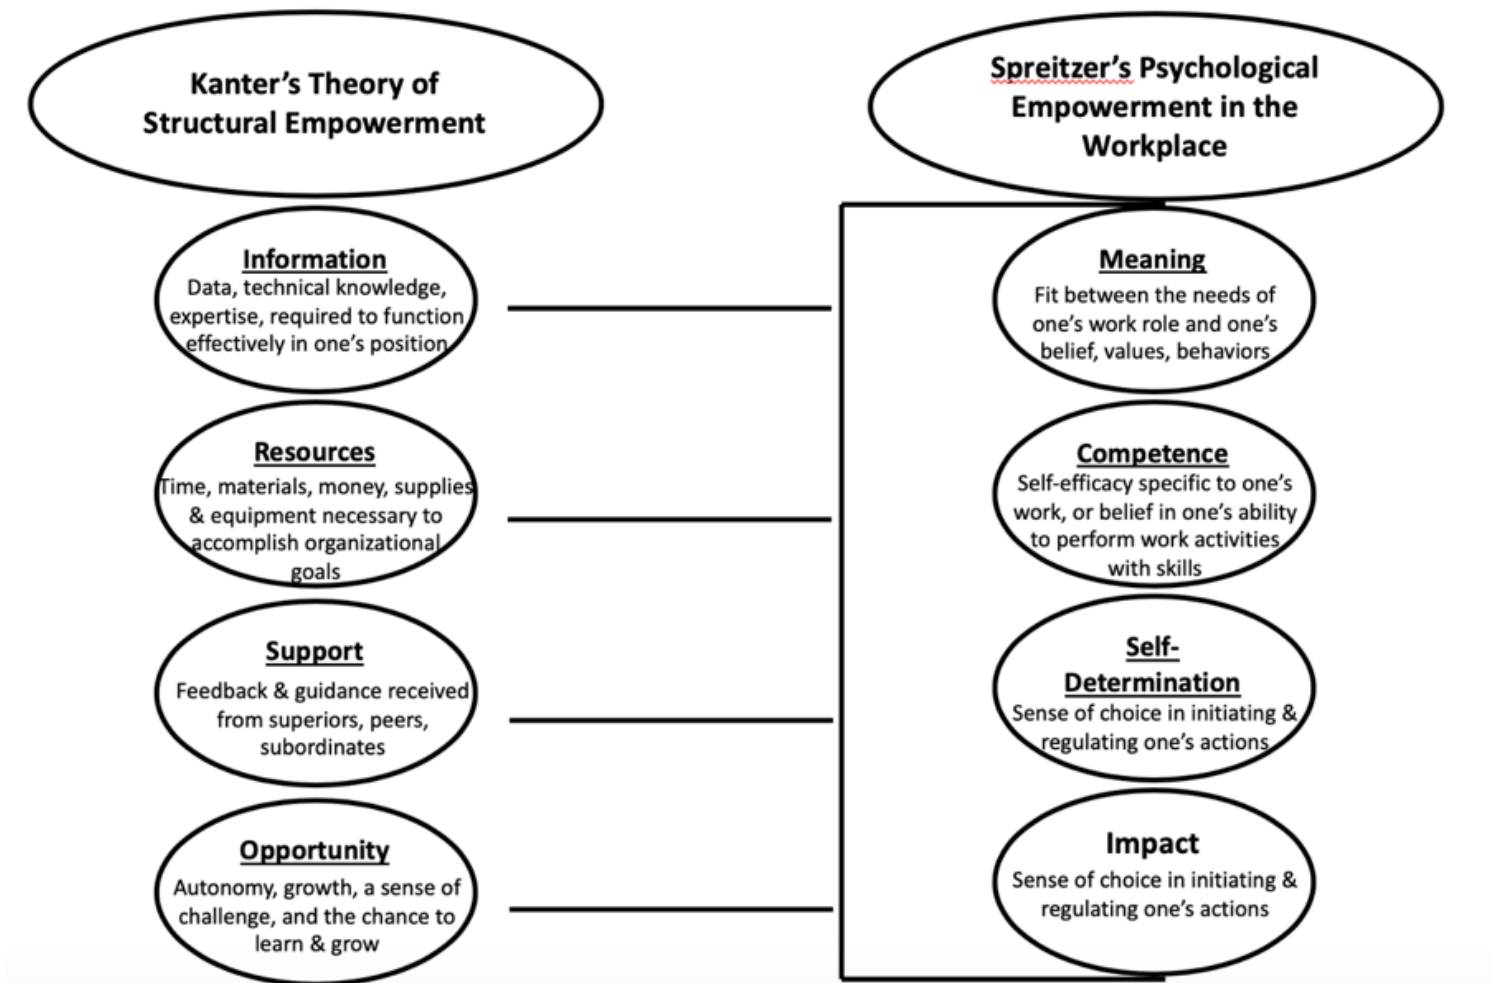 Kanter’s Theory of
Structural Empowerment
Information
Data, technical knowledge,
expertise, required to function
effectively in one’s position
Resources
Time, materials, money, supplies
& equipment necessary to
accomplish organizational
goals
Support
Feedback & guidance received
from superiors, peers,
subordinates
Opportunity
Autonomy, growth, a sense of
challenge, and the chance to
learn & grow
Spreitzer’s Psychological
Empowerment in the
Workplace
Meaning
Fit between the needs of
one’s work role and one’s
belief, values, behaviors
Competence
Self-efficacy specific to one’s
work, or belief in one’s ability
to perform work activities
with skills
Self-
Determination
Sense of choice in initiating &
regulating one’s actions
Impact
Sense of choice in initiating &
regulating one’s actions